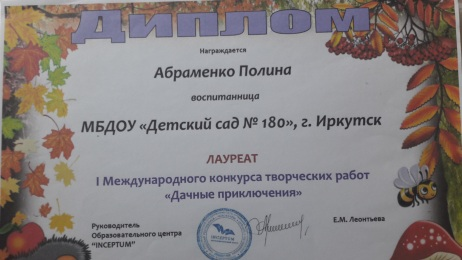 Диплом
Награждается
Абраменко Полина
воспитанница
МБДОУ «Детский сад № 180», г. Иркутск
ЛАУРЕАТ
I Международного конкурса творческих работ
«Дачные приключения»
Руководитель
Образовательного центра
"INCEPTUM"
INCEPTUM
Е.М. Леонтьева